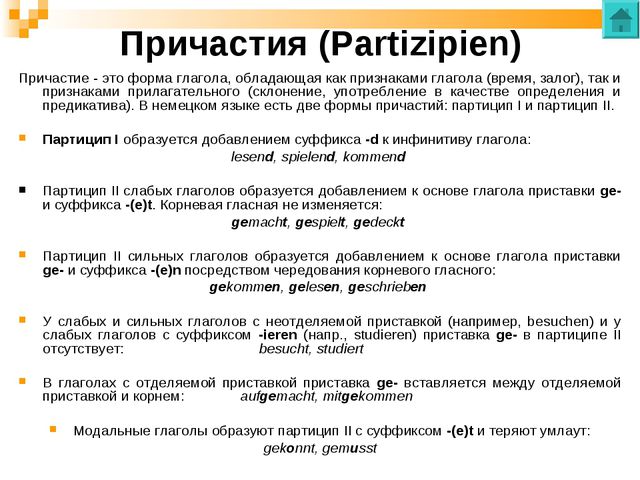 Причастия (Partizipien)
Причастие - это форма глагола, обладающая как признаками глагола (время, залог), так и
признаками прилагательного (склонение, употребление в качестве определения и
предикатива). В немецком языке есть две формы причастий: партицип I и партицип II.
Партицип I образуется добавлением суффикса -d к инфинитиву глагола:
lesend, spielend, kommend
Партицип II слабых глаголов образуется добавлением к основе глагола приставки ge-
и суффикса -(e)t. Корневая гласная не изменяется:
gemacht, gespielt, gedeckt
Партицип II сильных глаголов образуется добавлением к основе глагола приставки
ge- и суффикса -(e)n посредством чередования корневого гласного:
gekommen, gelesen, geschrieben
У слабых и сильных глаголов с неотделяемой приставкой (например, besuchen) и у
слабых глаголов с суффиксом -ieren (напр., studieren) приставка ge- в партиципе II
отсутствует: besucht, studiert
В глаголах с отделяемой приставкой приставка ge- вставляется между отделяемой
приставкой и корнем: aufgemacht, mitgekommen
Модальные глаголы образуют партицип II с суффиксом -(e)t и теряют умлаут:
gekonnt, gemusst